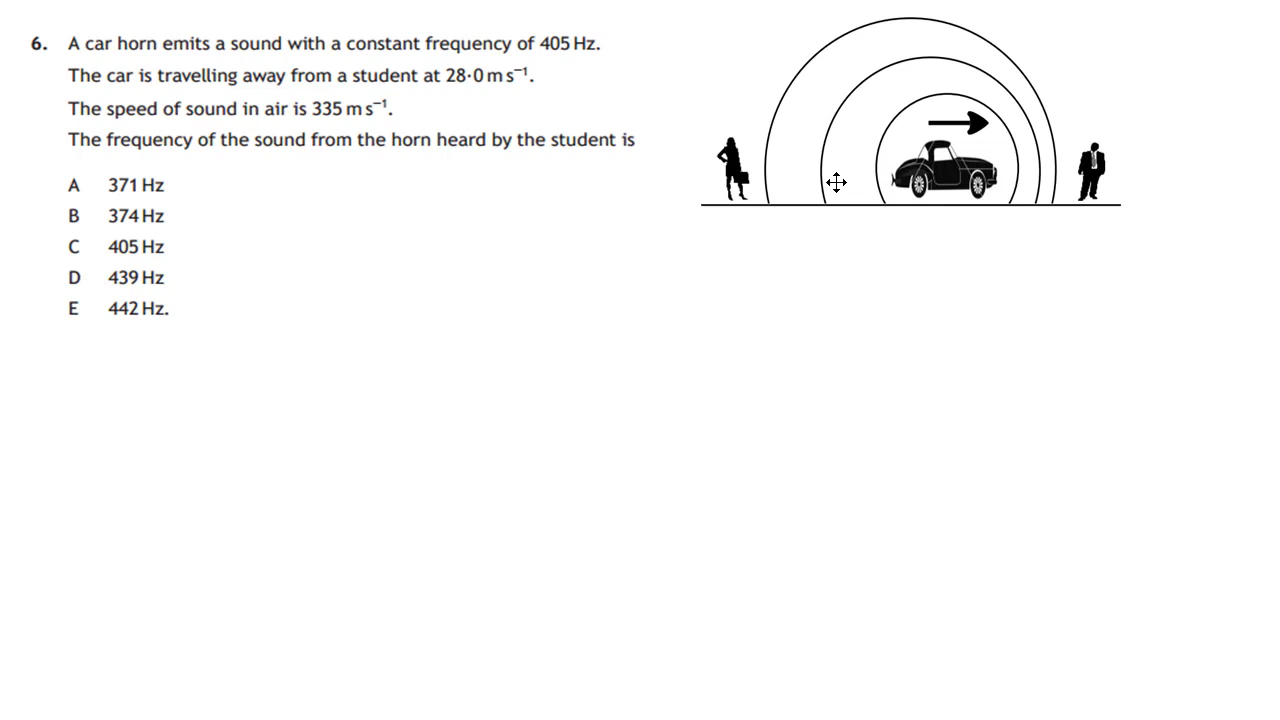 6. A car horn emits a sound with a constant frequency of 405 Hz.
The car is travelling away from a student at 28·0 m s⁻¹.
The speed of sound in air is 335 m s⁻¹.
The frequency of the sound from the horn heard by the student is
A 371 Hz
B 374 Hz
C 405 Hz
D 439 Hz
E 442 Hz.